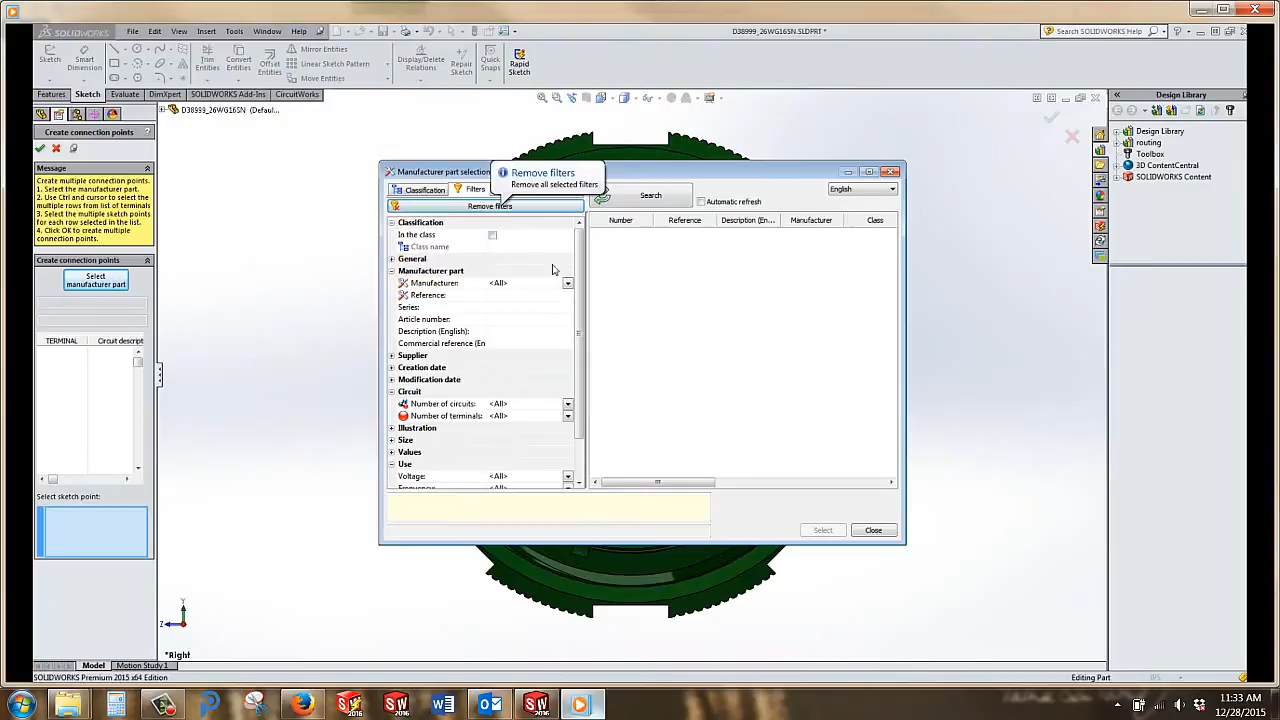 SOLIDWORKS
File Edit View Insert Tools Window Help
D38999_26WG16SN.SLDPRT *
Search SOLIDWORKS Help
Sketch
Smart Dimension
Trim Entities
Convert Entities
Offset Entities
Mirror Entities
Linear Sketch Pattern
Move Entities
Display/Delete Relations
Repair Sketch
Quick Snaps
Rapid Sketch
Features Sketch Evaluate DimXpert SOLIDWORKS Add-Ins CircuitWorks
Design Library
D38999_26WG16SN (Defaul...
Create connection points ?
Message
Create multiple connection points.
1. Select the manufacturer part.
2. Use Ctrl and cursor to select the multiple rows from list of terminals
3. Select the multiple sketch points for each row selected in the list.
4. Click OK to create multiple connection points.
Create connection points
Select manufacturer part
TERMINAL Circuit descript
Select sketch point:
Design Library
routing
Toolbox
3D ContentCentral
SOLIDWORKS Content
Manufacturer part selection
Remove filters
Remove all selected filters
Classification Filters
Search
Automatic refresh
English
Remove filters
Number Reference Description (En... Manufacturer Class
Classification
In the class
Class name
General
Manufacturer part
Manufacturer: <All>
Reference:
Series:
Article number:
Description (English):
Commercial reference (En
Supplier
Creation date
Modification date
Circuit
Number of circuits: <All>
Number of terminals: <All>
Illustration
Size
Values
Use
Voltage: <All>
Select Close
Y
Z
*Right
Model Motion Study 1
SOLIDWORKS Premium 2015 x64 Edition
Editing Part
IPS
11:33 AM
12/28/2015